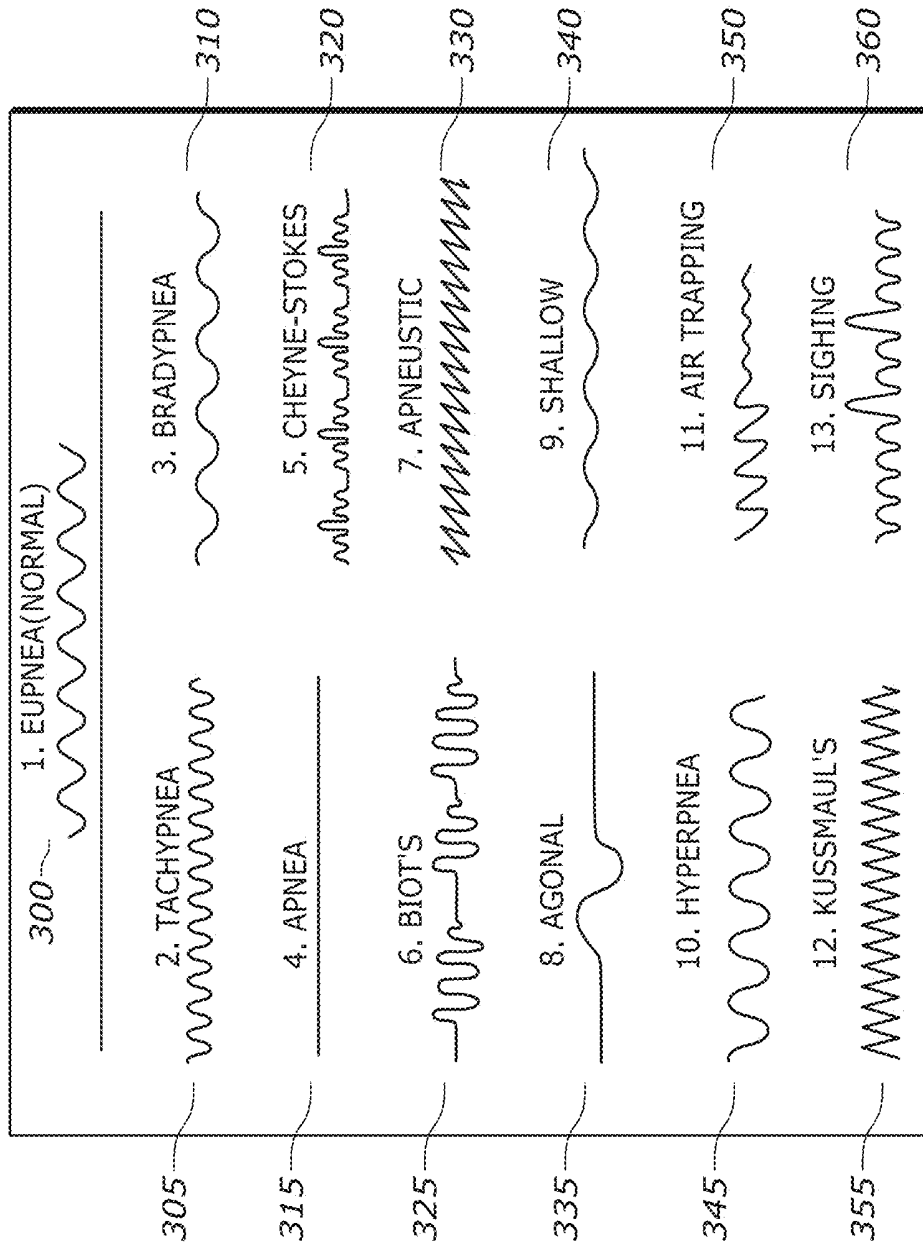 1. EUPNEA(NORMAL)
300
2. TACHYPNEA
305
3. BRADYPNEA
310
4. APNEA
315
5. CHEYNE-STOKES
320
6. BIOT'S
325
7. APNEUSTIC
330
8. AGONAL
335
9. SHALLOW
340
10. HYPERPNEA
345
11. AIR TRAPPING
350
12. KUSSMAUL'S
355
13. SIGHING
360